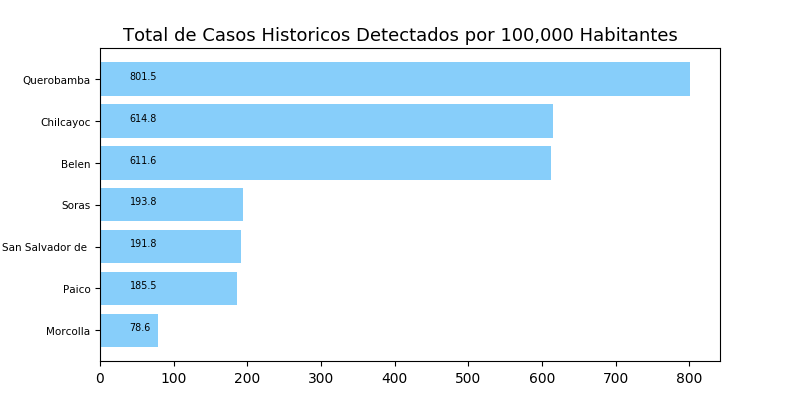 Total de Casos Historicos Detectados por 100,000 Habitantes
Querobamba 801.5
Chilcayoc 614.8
Belen 611.6
Soras 193.8
San Salvador de 191.8
Paico 185.5
Morcolla 78.6
0 100 200 300 400 500 600 700 800